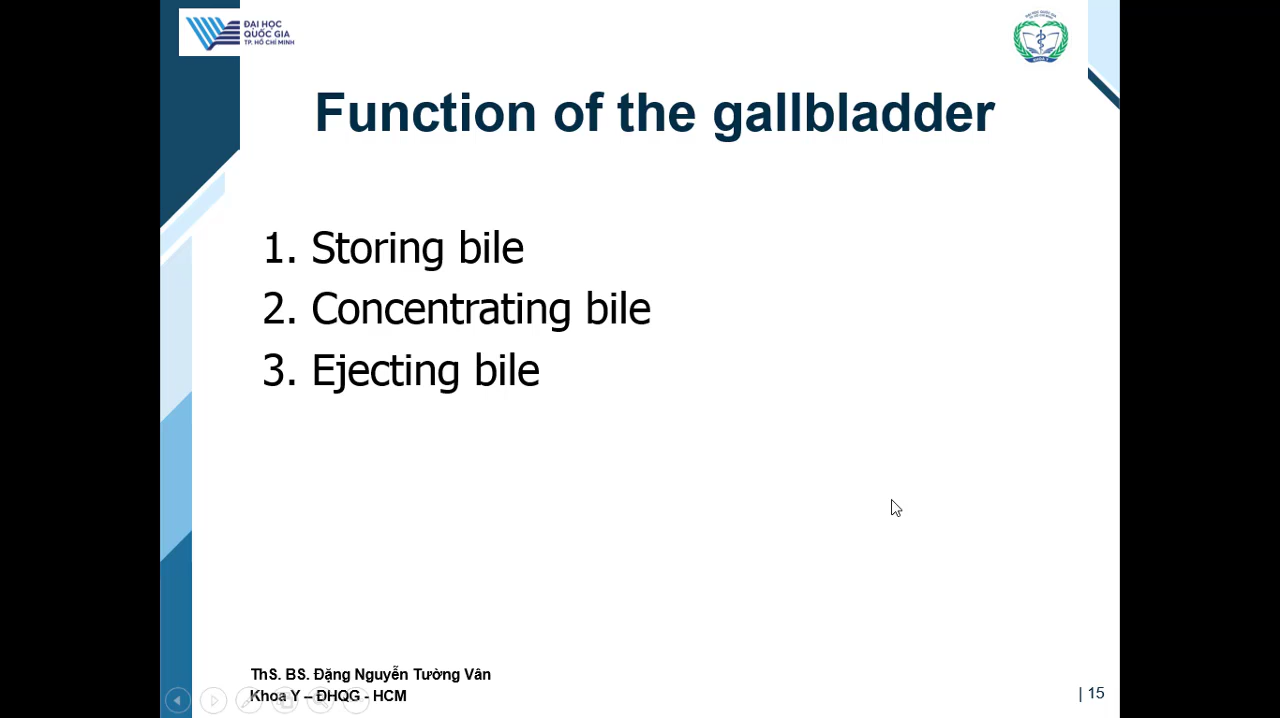 ĐẠI HỌC
QUỐC GIA
TP. HỒ CHÍ MINH
Function of the gallbladder
1. Storing bile
2. Concentrating bile
3. Ejecting bile
ThS. BS. Đặng Nguyễn Tường Vân
Khoa Y – ĐHQG - HCM
| 15